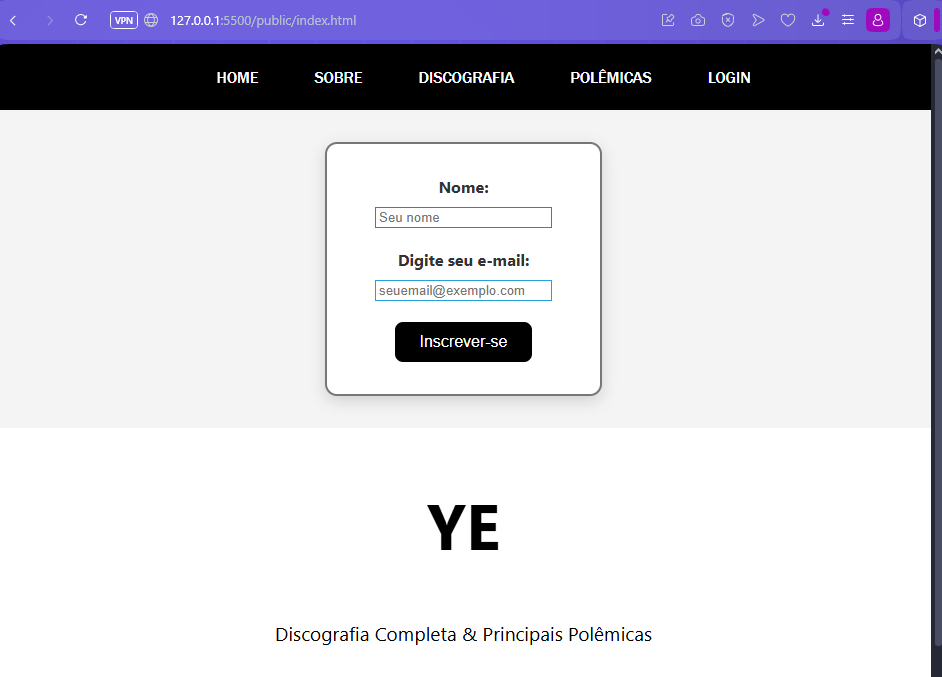 VPN 127.0.0.1:5500/public/index.html
HOME SOBRE DISCOGRAFIA POLÊMICAS LOGIN
Nome:
Seu nome
Digite seu e-mail:
seuemail@exemplo.com
Inscrever-se
YE
Discografia Completa & Principais Polêmicas